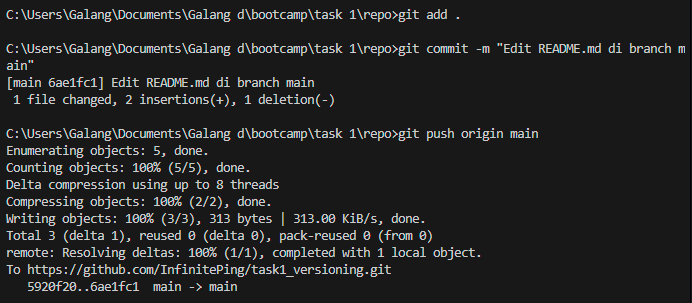 C:\Users\Galang\Documents\Galang d\bootcamp\task 1\repo>git add .
C:\Users\Galang\Documents\Galang d\bootcamp\task 1\repo>git commit -m "Edit README.md di branch m
ain"
[main 6ae1fc1] Edit README.md di branch main
 1 file changed, 2 insertions(+), 1 deletion(-)
C:\Users\Galang\Documents\Galang d\bootcamp\task 1\repo>git push origin main
Enumerating objects: 5, done.
Counting objects: 100% (5/5), done.
Delta compression using up to 8 threads
Compressing objects: 100% (2/2), done.
Writing objects: 100% (3/3), 313 bytes | 313.00 KiB/s, done.
Total 3 (delta 1), reused 0 (delta 0), pack-reused 0 (from 0)
remote: Resolving deltas: 100% (1/1), completed with 1 local object.
To https://github.com/InfinitePing/task1_versioning.git
   5920f20..6ae1fc1  main -> main